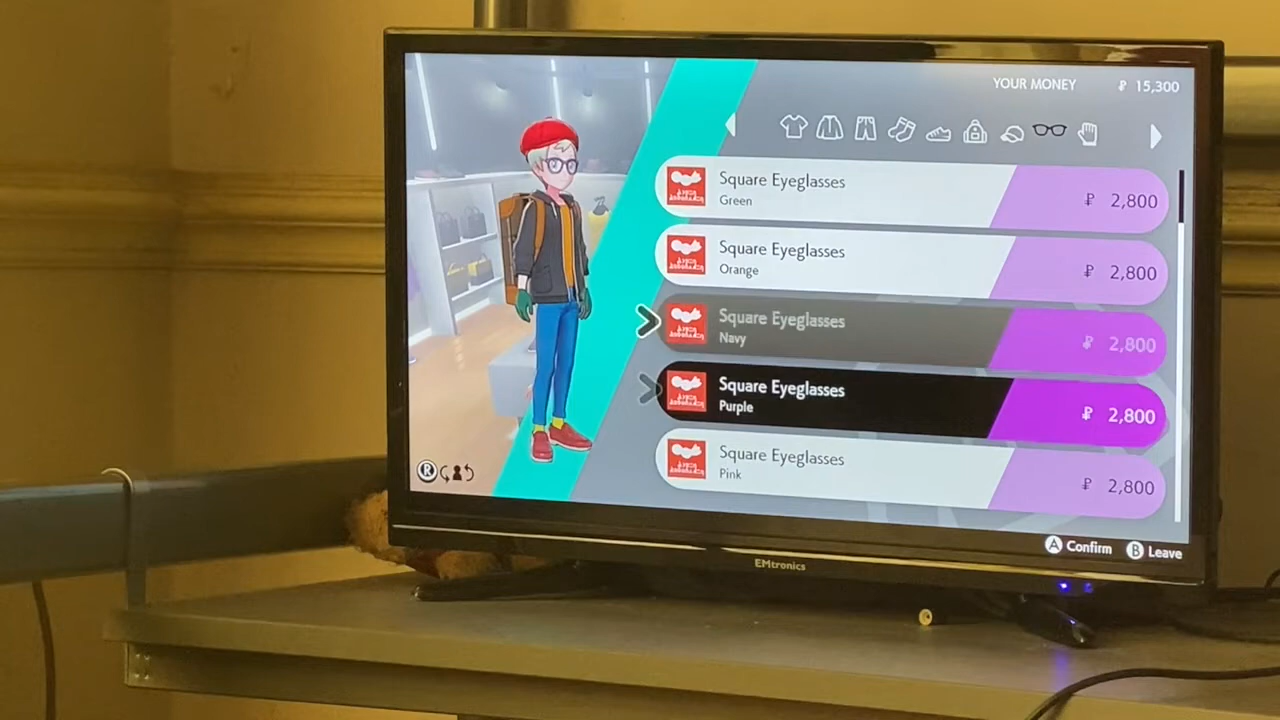 YOUR MONEY ₽ 15,300
Square Eyeglasses
Green
₽ 2,800
Square Eyeglasses
Orange
₽ 2,800
Square Eyeglasses
Navy
₽ 2,800
Square Eyeglasses
Purple
₽ 2,800
Square Eyeglasses
Pink
₽ 2,800
R
A Confirm B Leave
EMtronics